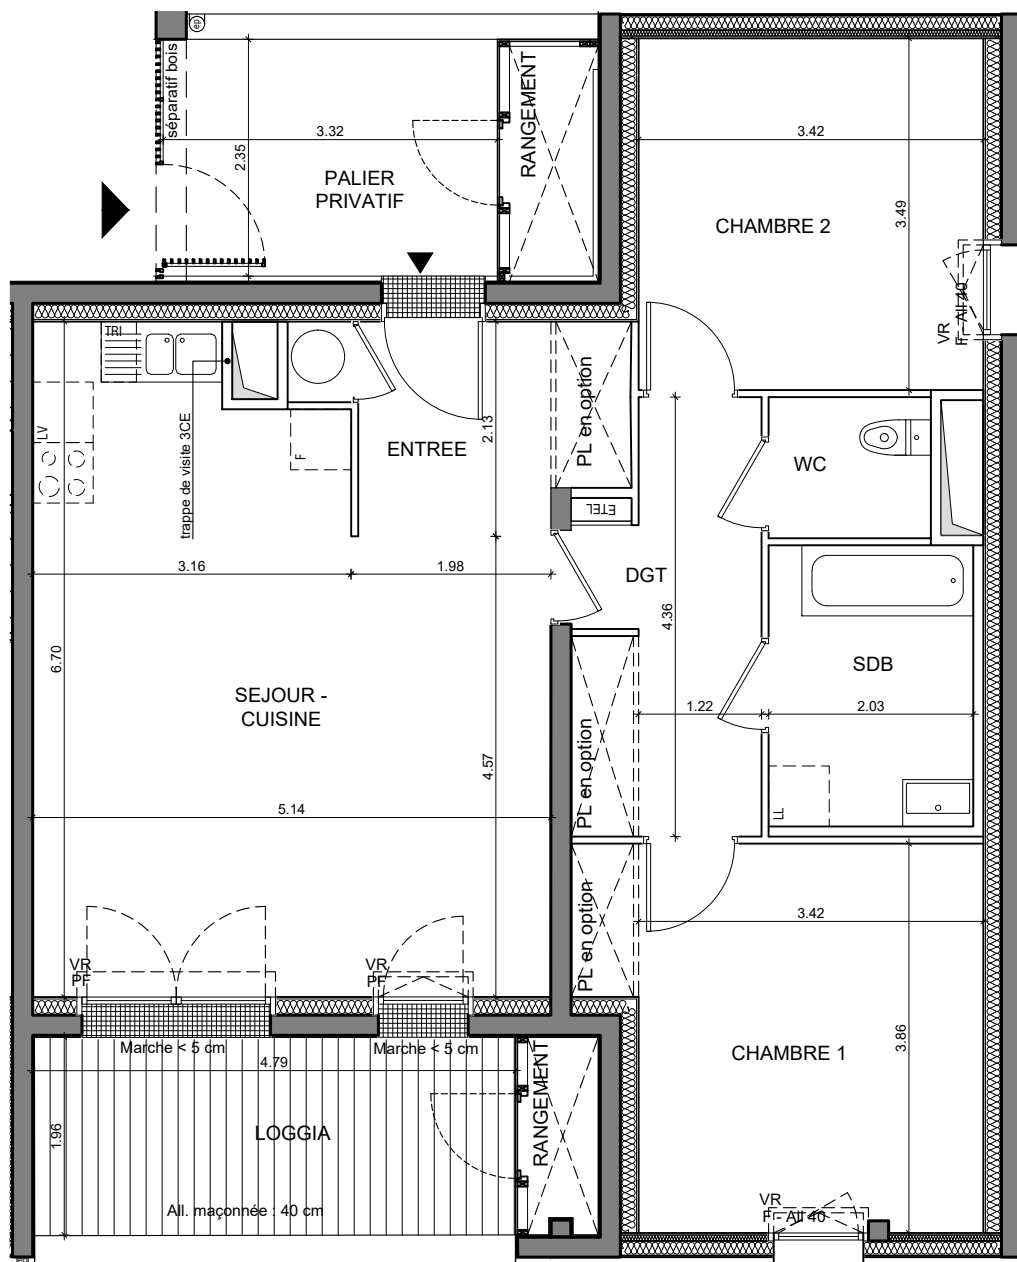 ep
séparatif bois
2.35
3.32
PALIER
PRIVATIF
RANGEMENT
3.42
3.49
CHAMBRE 2
VR
F - All 40
TRI
LV
trappe de visite 3CE
F
ENTREE
2.13
PL en option
ETEL
WC
3.16
1.98
DGT
4.36
6.70
SEJOUR -
CUISINE
SDB
1.22
2.03
PL en option
4.57
LL
5.14
PL en option
3.42
VR
PF
VR
PF
Marche < 5 cm
Marche < 5 cm
4.79
RANGEMENT
CHAMBRE 1
3.86
1.96
LOGGIA
All. maçonnée : 40 cm
VR
F - All 40